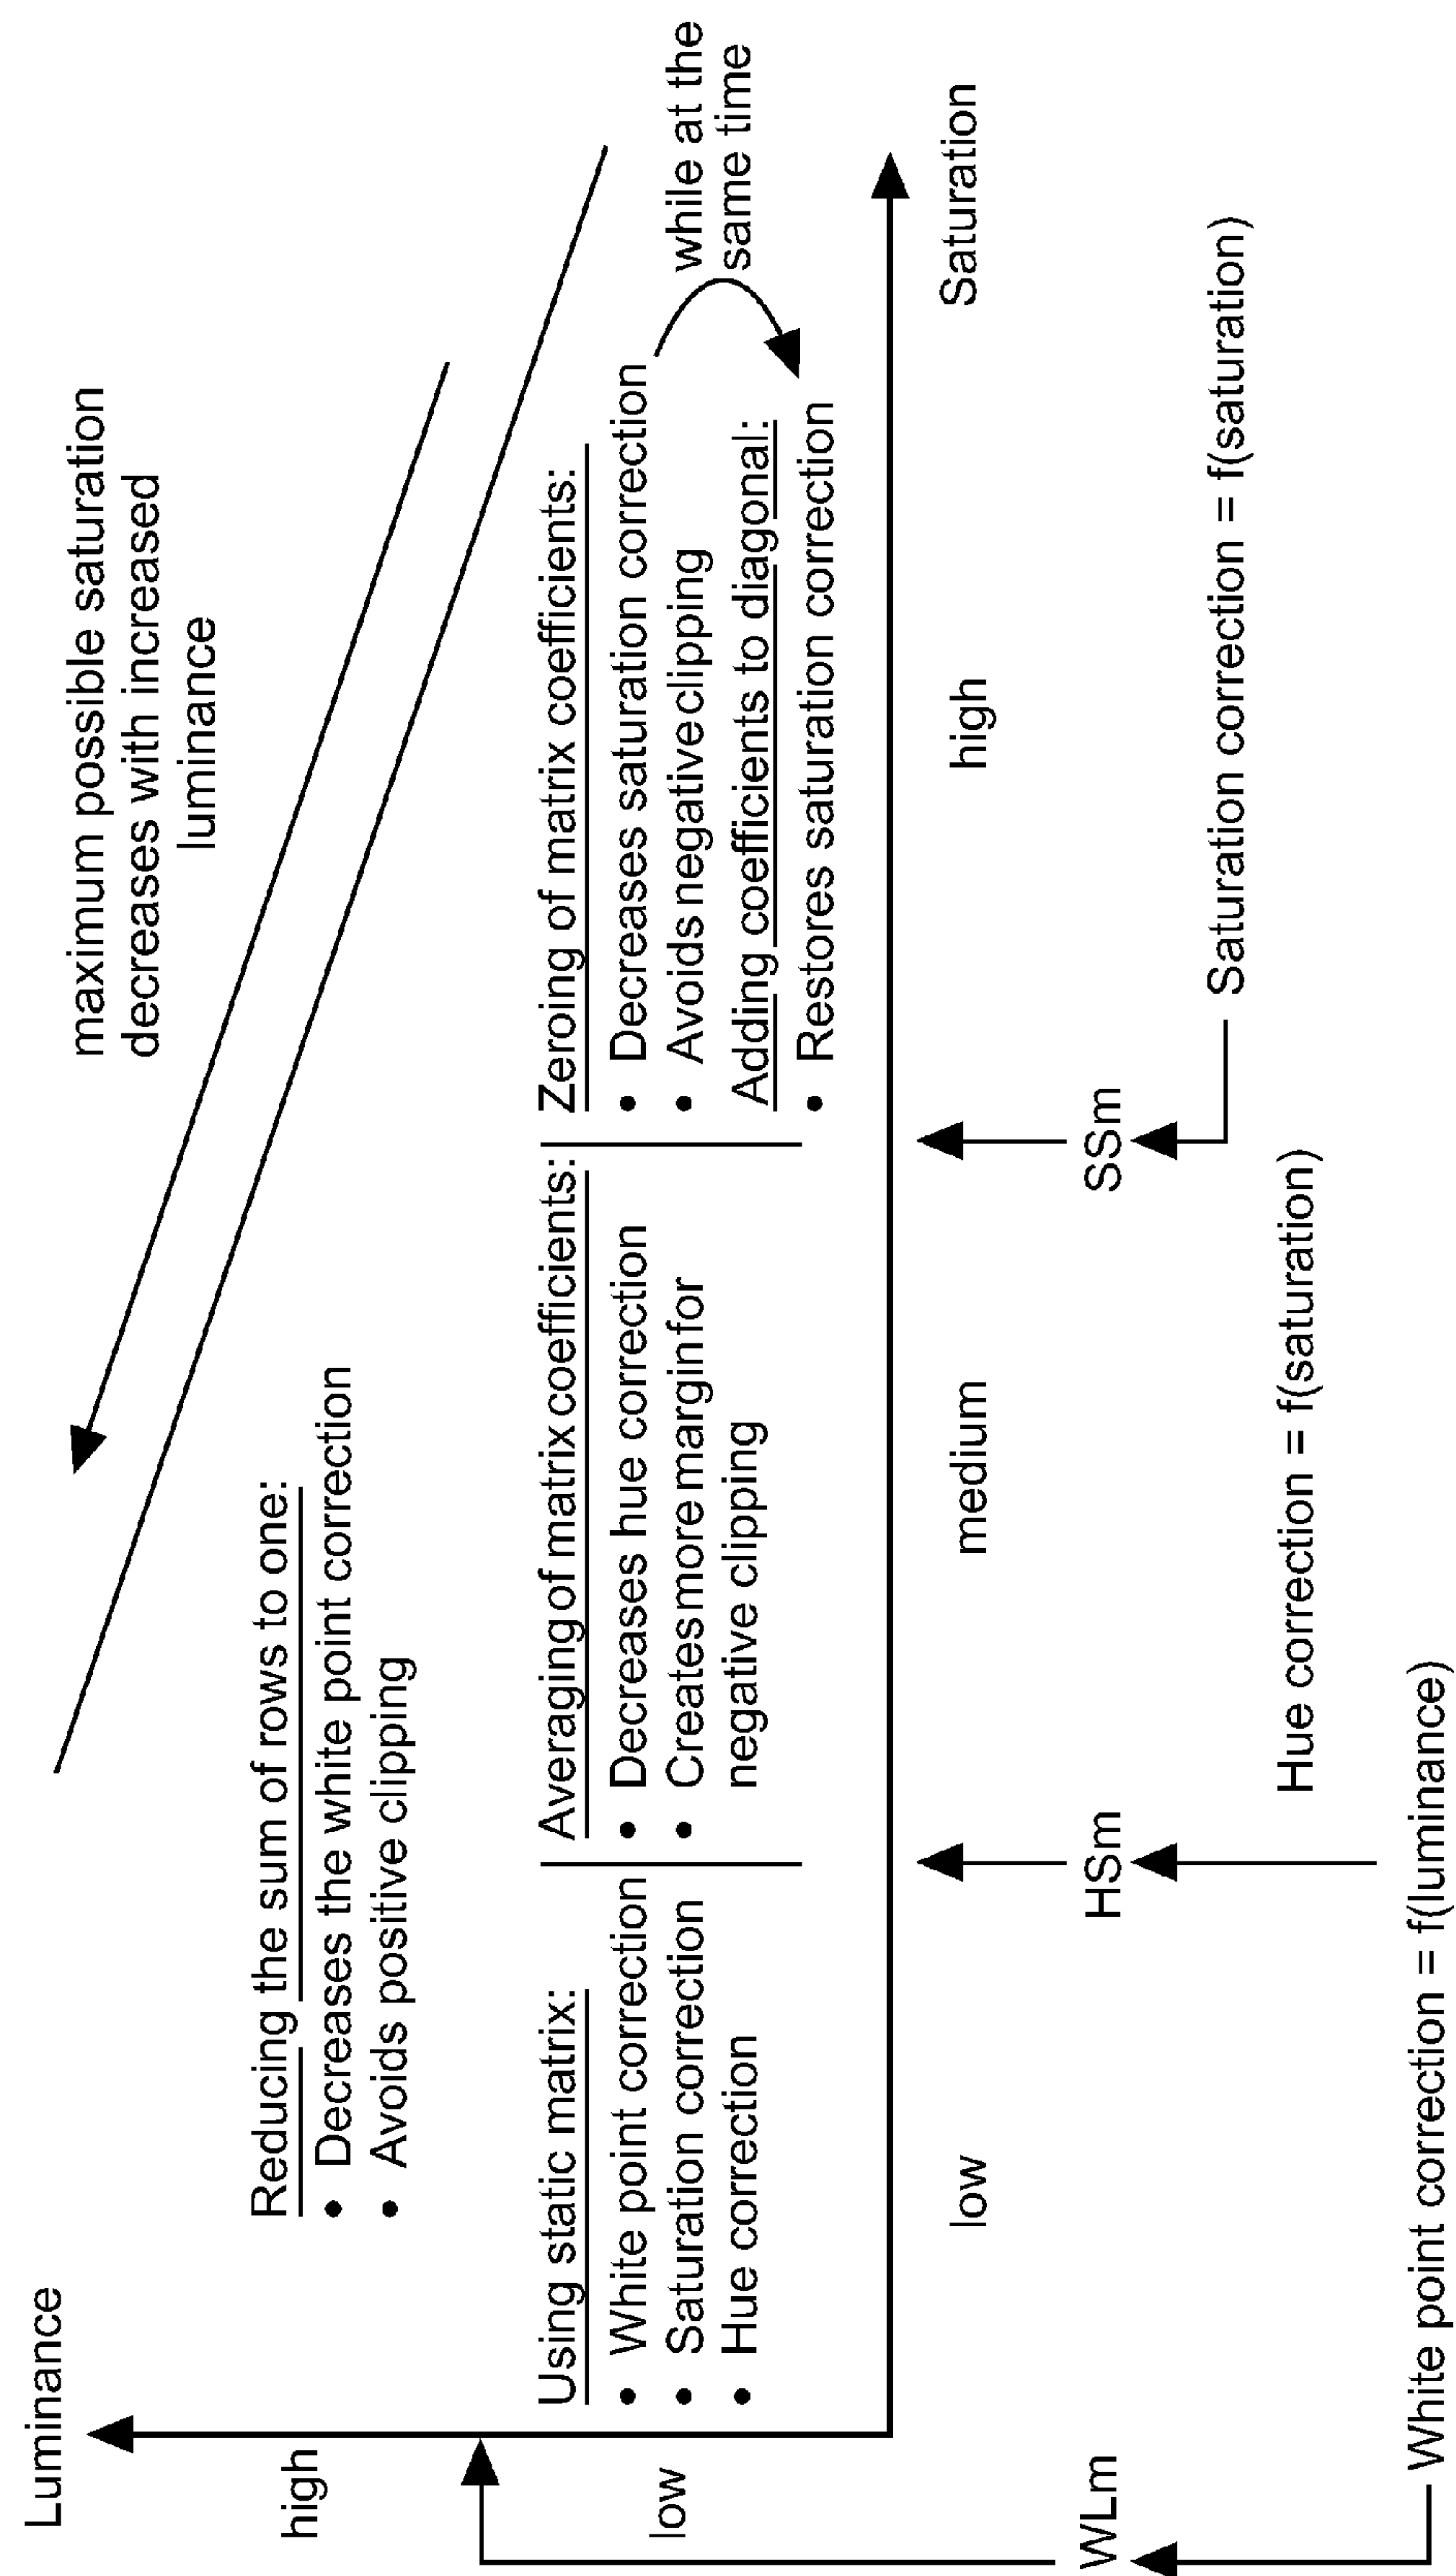 Luminance
maximum possible saturation
decreases with increased
luminance
high
Reducing the sum of rows to one:
• Decreases the white point correction
• Avoids positive clipping
low
Using static matrix:
• White point correction
• Saturation correction
• Hue correction
Averaging of matrix coefficients:
• Decreases hue correction
• Creates more margin for
negative clipping
Zeroing of matrix coefficients:
• Decreases saturation correction
• Avoids negative clipping
Adding coefficients to diagonal:
• Restores saturation correction
while at the
same time
low
medium
high
Saturation
WLm
HSm
SSm
Saturation correction = f(saturation)
Hue correction = f(saturation)
White point correction = f(luminance)